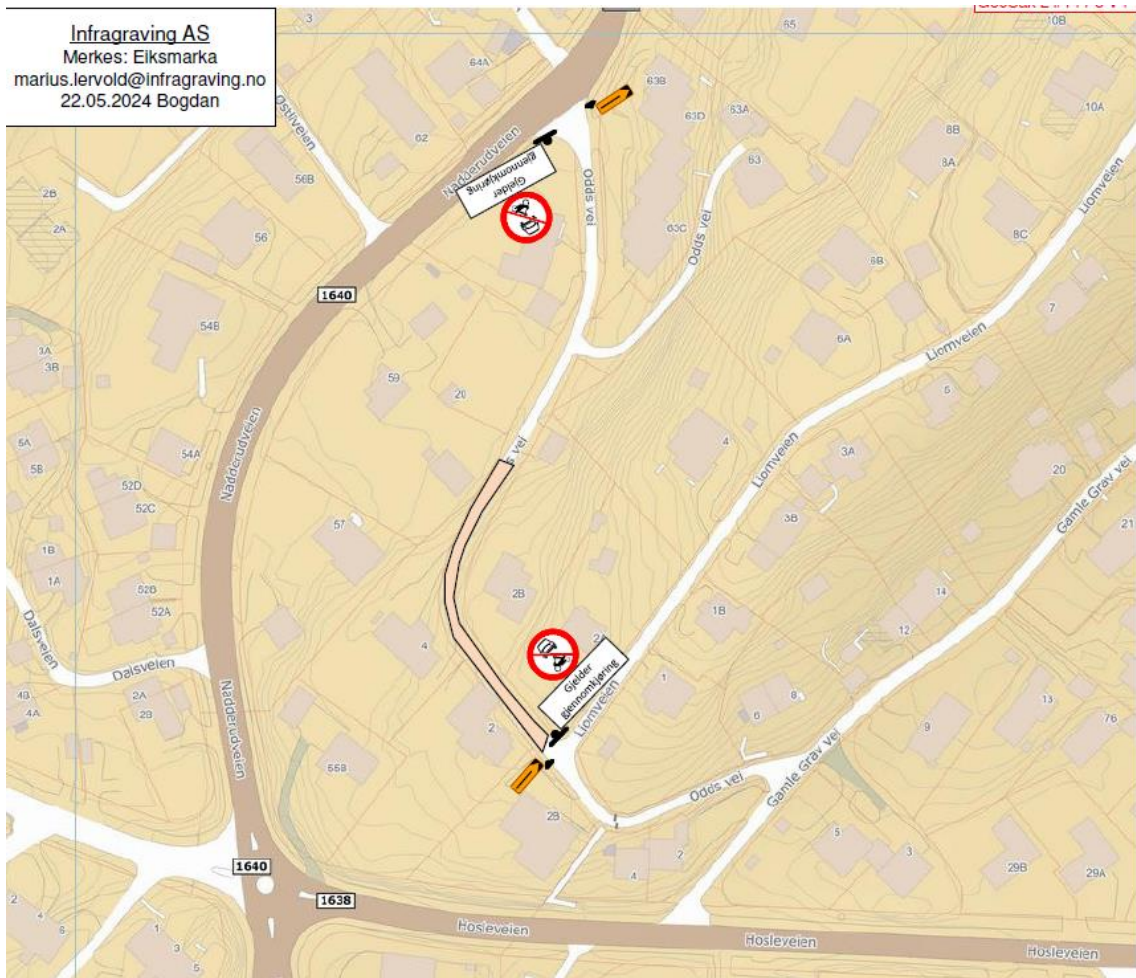 Infragraving AS
Merkes: Eiksmarka
marius.lervold@infragraving.no
22.05.2024 Bogdan
3
65
10B
64A
63B
63D
63A
10A
62
8B
63
8A
Nadderudveien
Gjelder
gjennomkjøring
Odds vei
Liomveien
56B
2B
2A
56
63C
Odds vei
8C
6B
1640
7
54B
6A
Liomveien
3A
3B
59
20
5
Nadderudveien
4
Liomveien
5A
5B
54A
3A
20
Gamle Grav vei
52D
52C
57
3B
21
1B
1A
52B
52A
2B
14
1B
12
Dalsveien
4
2A
Dalsveien
Gjelder
gjennomkjøring
1
Liomveien
8
6
13
4B
4A
2A
2B
Nadderudveien
2
9
76
55B
Odds vei
Gamle Grav vei
2B
2
4
5
3
1640
29B
29A
1638
2
4
6
1
3
5
Hosleveien
Hosleveien
Hosleveien